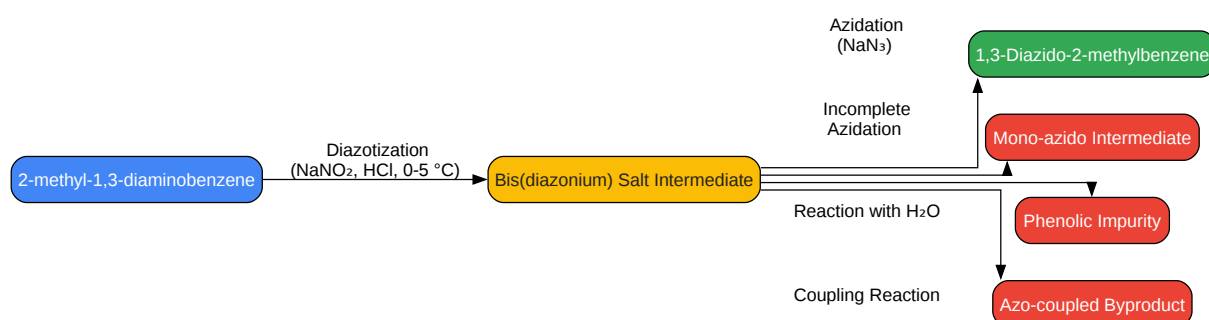 Azidation
(NaN₃)
1,3-Diazido-2-methylbenzene
Incomplete
Azidation
Mono-azido Intermediate
Diazotization
(NaNO₂, HCl, 0-5 °C)
2-methyl-1,3-diaminobenzene
Bis(diazonium) Salt Intermediate
Reaction with H₂O
Phenolic Impurity
Coupling Reaction
Azo-coupled Byproduct